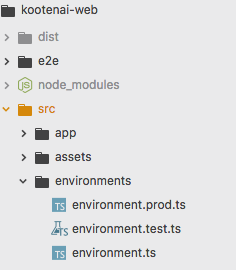 kootenai-web
dist
e2e
node_modules
src
app
assets
environments
environment.prod.ts
environment.test.ts
environment.ts